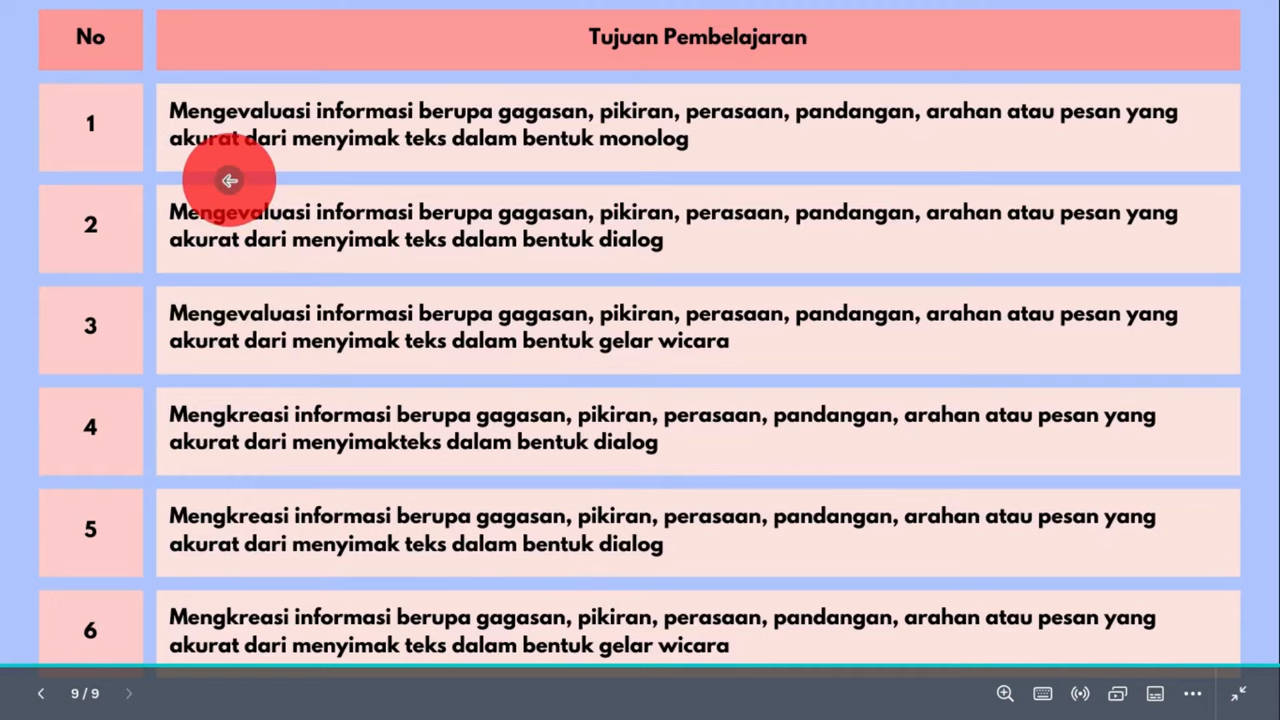 No
Tujuan Pembelajaran
1
Mengevaluasi informasi berupa gagasan, pikiran, perasaan, pandangan, arahan atau pesan yang
akurat dari menyimak teks dalam bentuk monolog
2
Mengevaluasi informasi berupa gagasan, pikiran, perasaan, pandangan, arahan atau pesan yang
akurat dari menyimak teks dalam bentuk dialog
3
Mengevaluasi informasi berupa gagasan, pikiran, perasaan, pandangan, arahan atau pesan yang
akurat dari menyimak teks dalam bentuk gelar wicara
4
Mengkreasi informasi berupa gagasan, pikiran, perasaan, pandangan, arahan atau pesan yang
akurat dari menyimakteks dalam bentuk dialog
5
Mengkreasi informasi berupa gagasan, pikiran, perasaan, pandangan, arahan atau pesan yang
akurat dari menyimak teks dalam bentuk dialog
6
Mengkreasi informasi berupa gagasan, pikiran, perasaan, pandangan, arahan atau pesan yang
akurat dari menyimak teks dalam bentuk gelar wicara
9 / 9